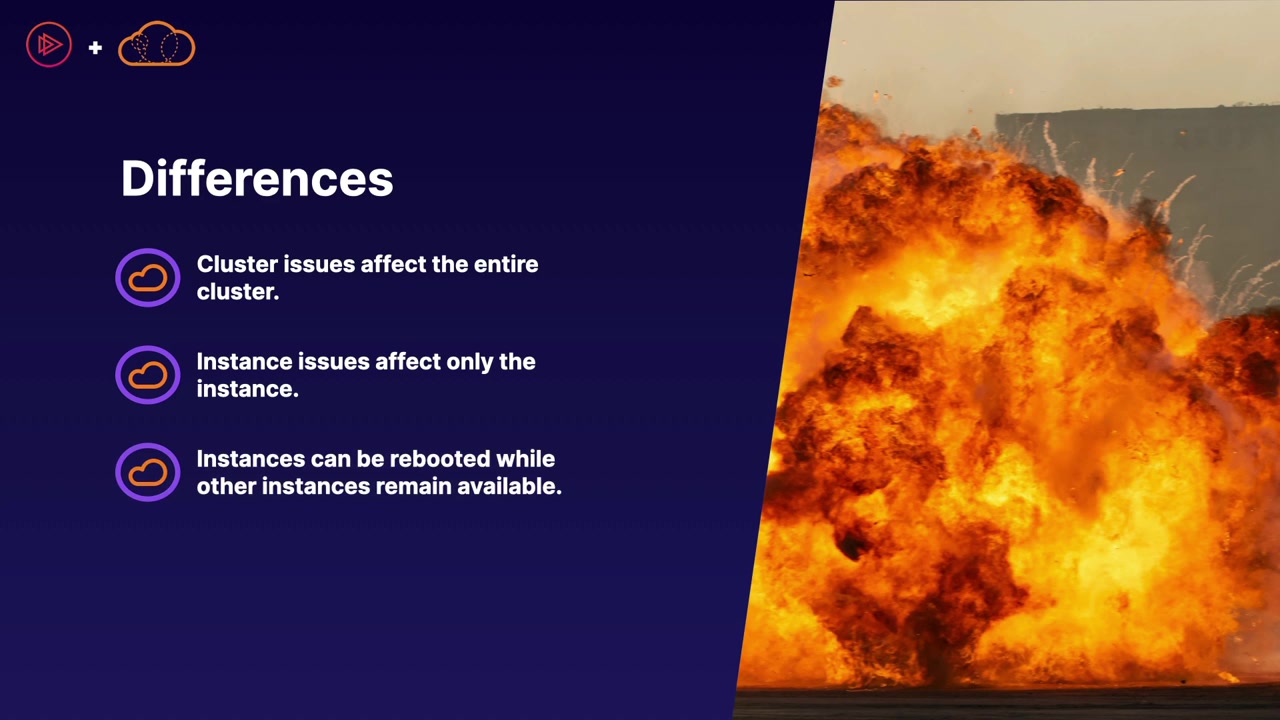 +
Differences
Cluster issues affect the entire
cluster.
Instance issues affect only the
instance.
Instances can be rebooted while
other instances remain available.